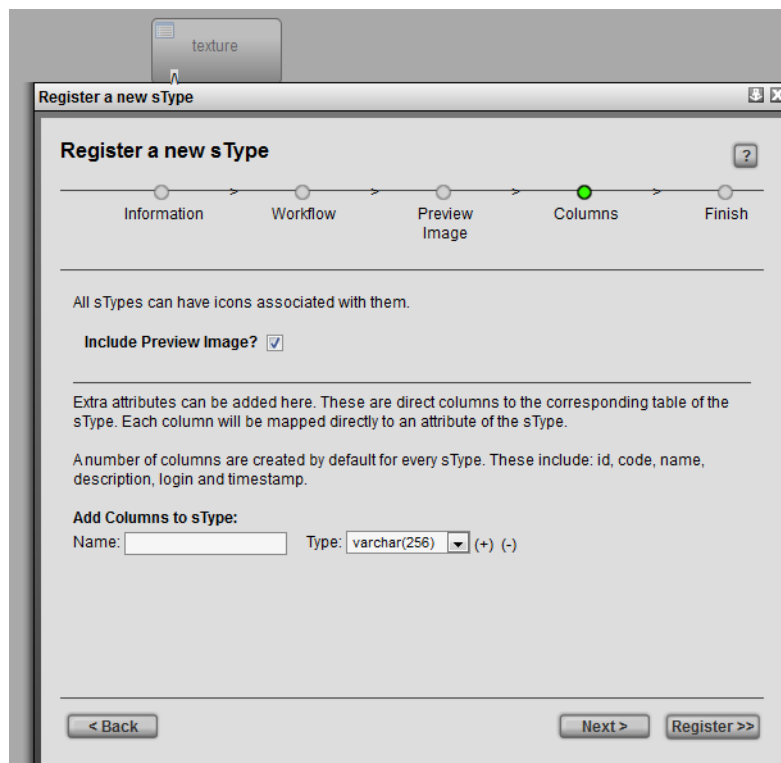 texture
Register a new sType
Register a new sType
?
> > > >
Information Workflow Preview Columns Finish
Image
All sTypes can have icons associated with them.
Include Preview Image?
Extra attributes can be added here. These are direct columns to the corresponding table of the
sType. Each column will be mapped directly to an attribute of the sType.
A number of columns are created by default for every sType. These include: id, code, name,
description, login and timestamp.
Add Columns to sType:
Name: Type: varchar(256) (+) (-)
< Back Next > Register >>